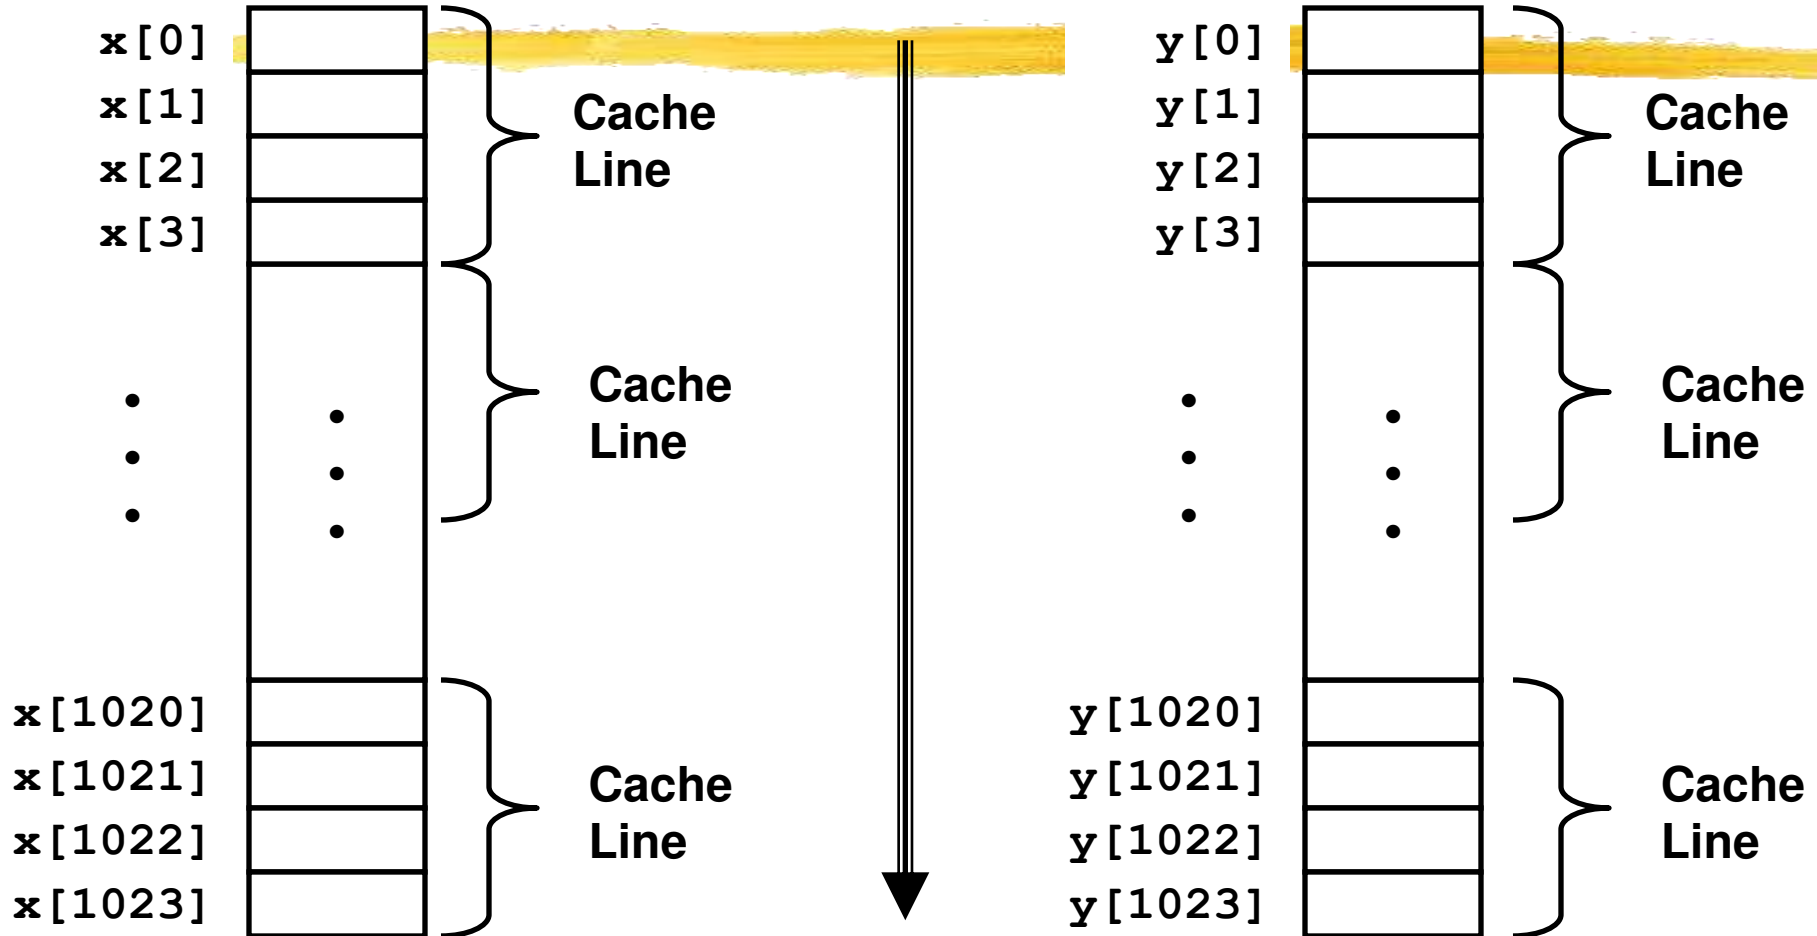 x[0]
x[1]
x[2]
x[3]
Cache
Line
Cache
Line
x[1020]
x[1021]
x[1022]
x[1023]
Cache
Line
y[0]
y[1]
y[2]
y[3]
Cache
Line
Cache
Line
y[1020]
y[1021]
y[1022]
y[1023]
Cache
Line